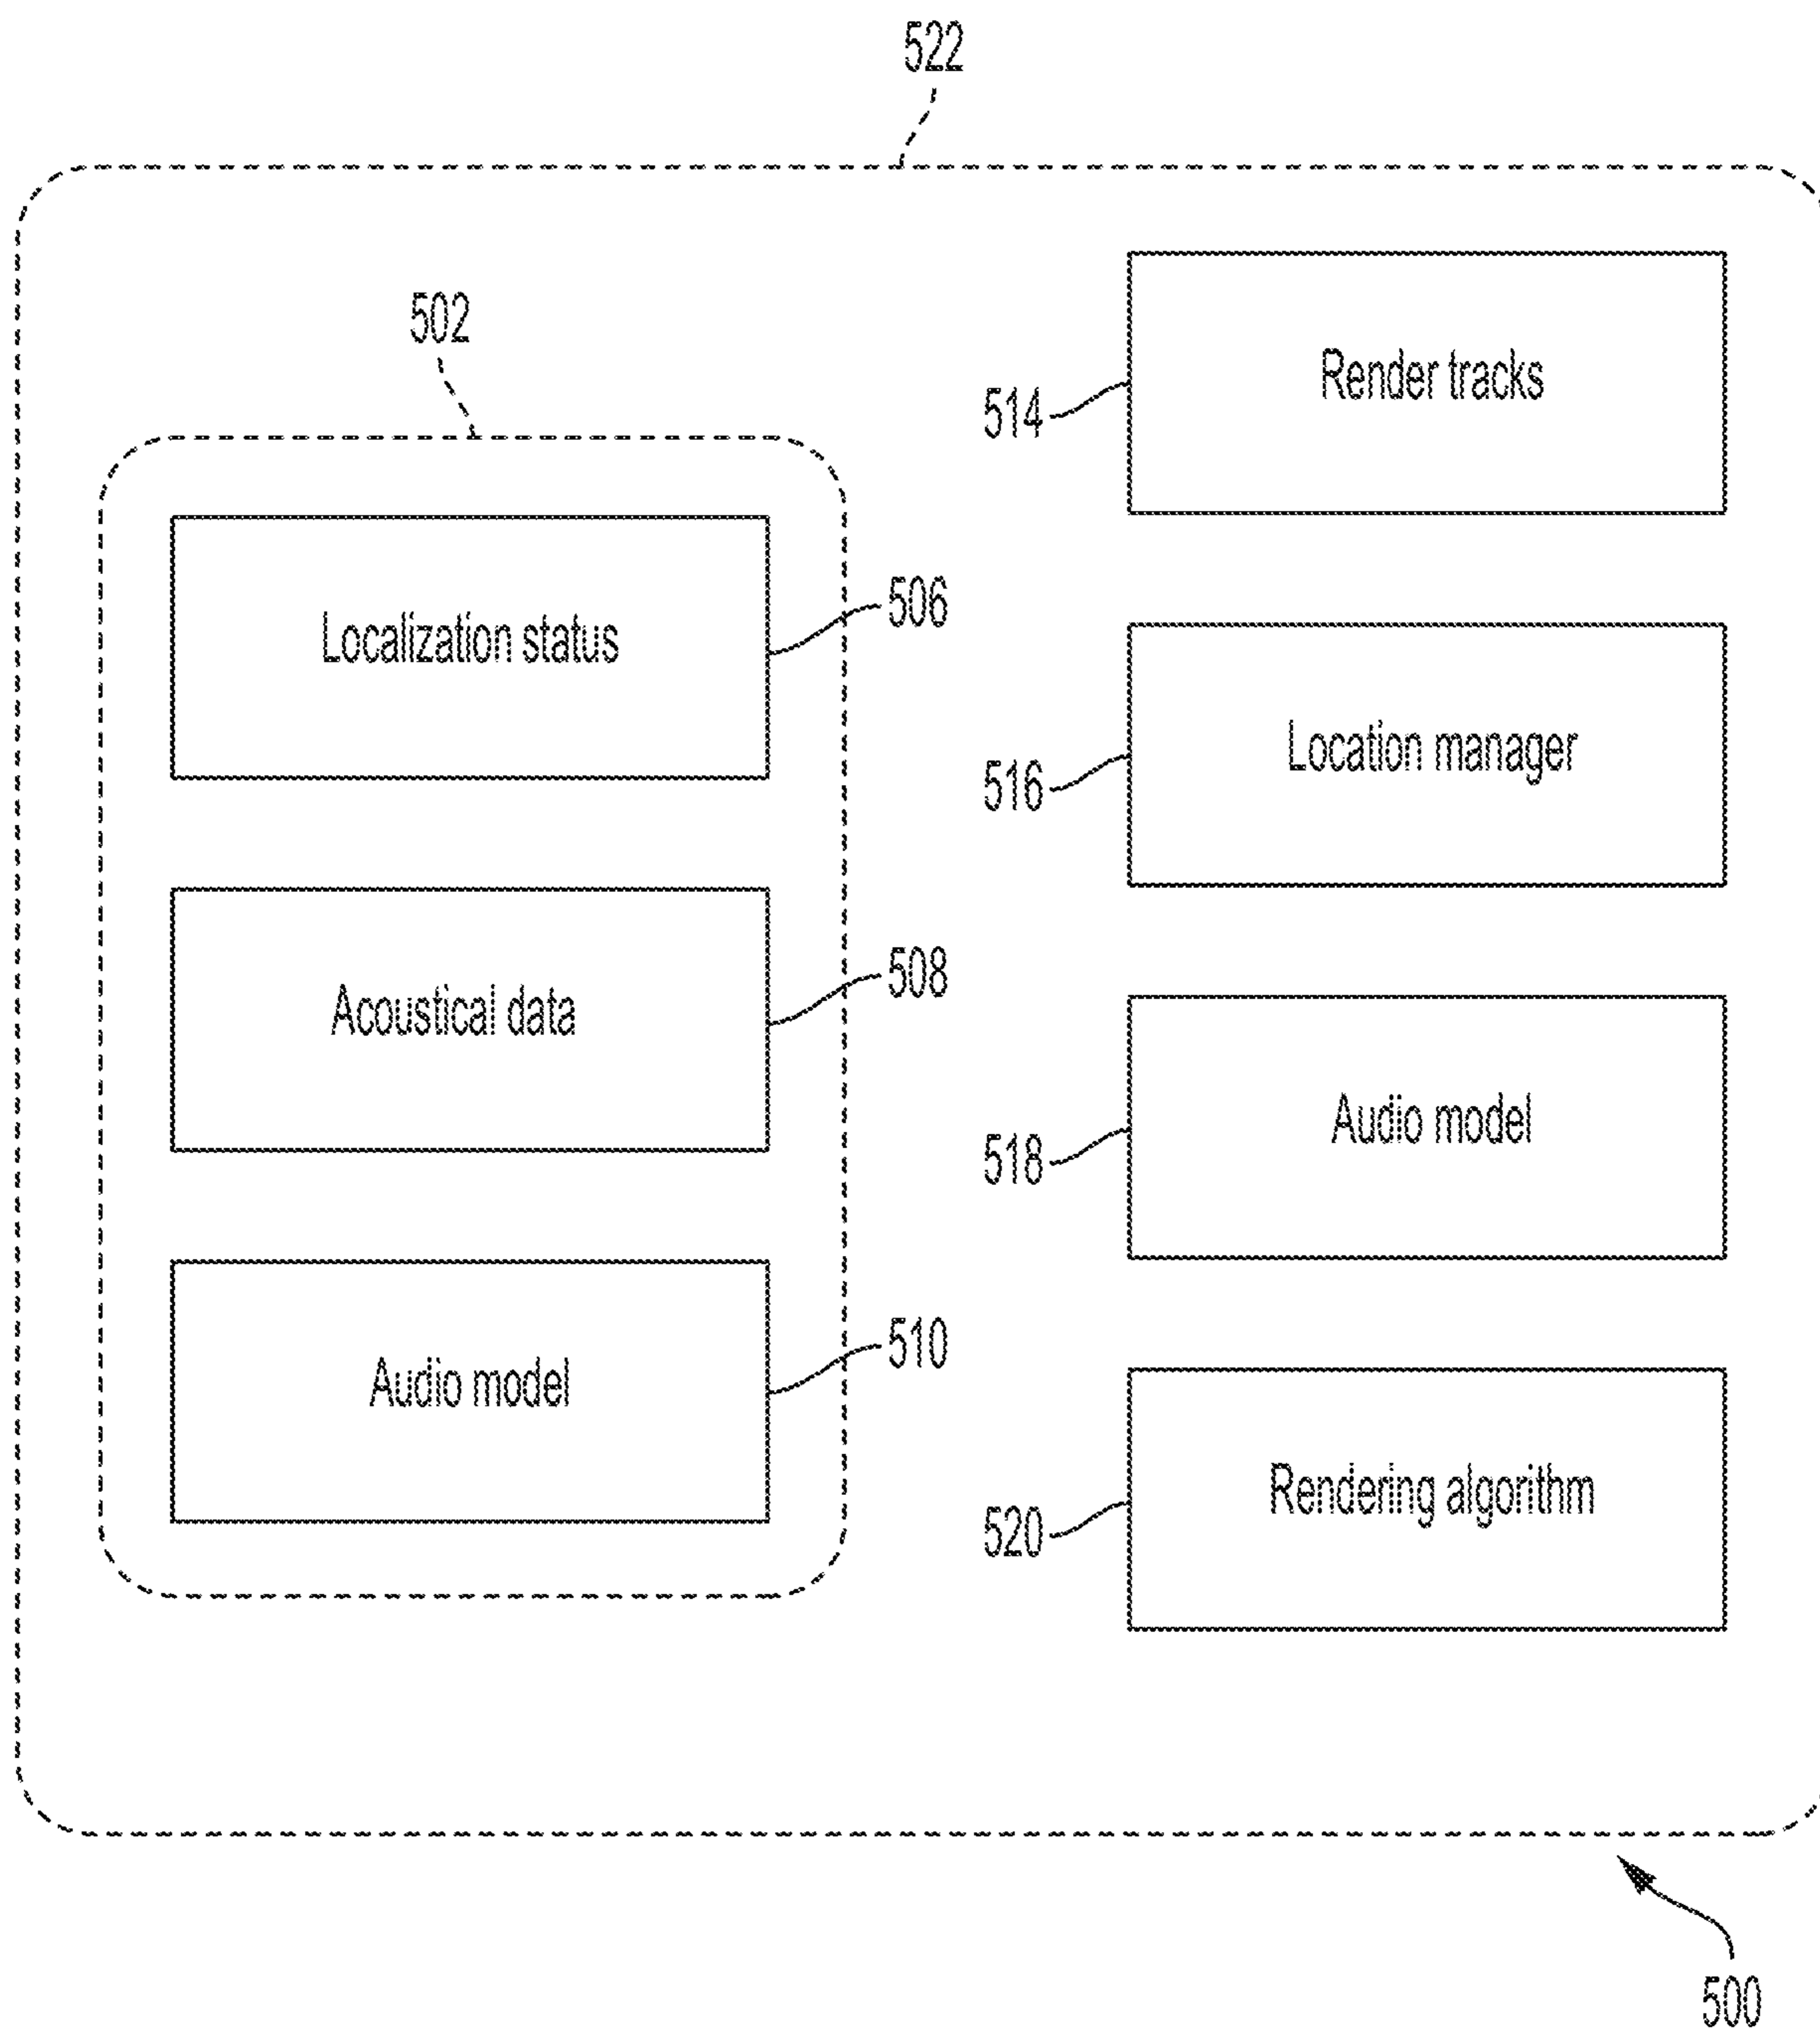 522
502
Render tracks
514
Localization status
506
Location manager
516
Acoustical data
508
Audio model
518
Audio model
510
Rendering algorithm
520
500